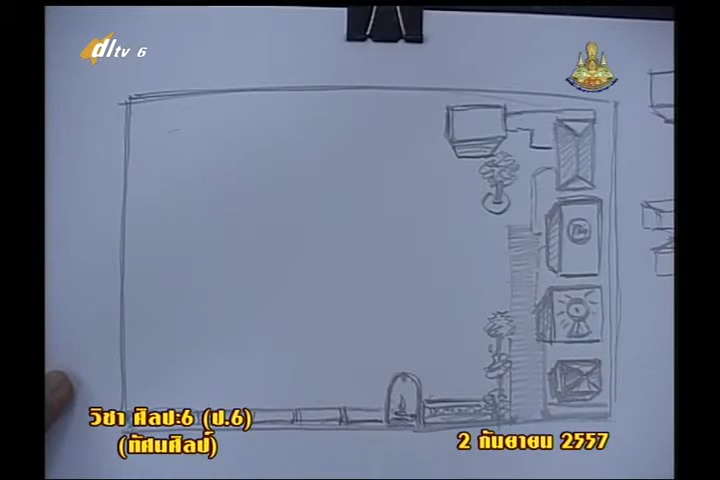 dltv 6
วิชา ศิลปะ6 (ป.6)
(ทัศนศิลป์)
2 กันยายน 2557